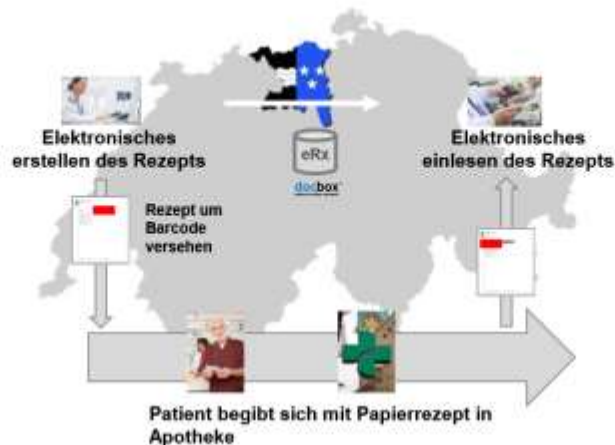 Elektronisches
erstellen des Rezepts
eRx
docbox
Elektronisches
einlesen des Rezepts
Rezept um
Barcode
versehen
Patient begibt sich mit Papierrezept in
Apotheke